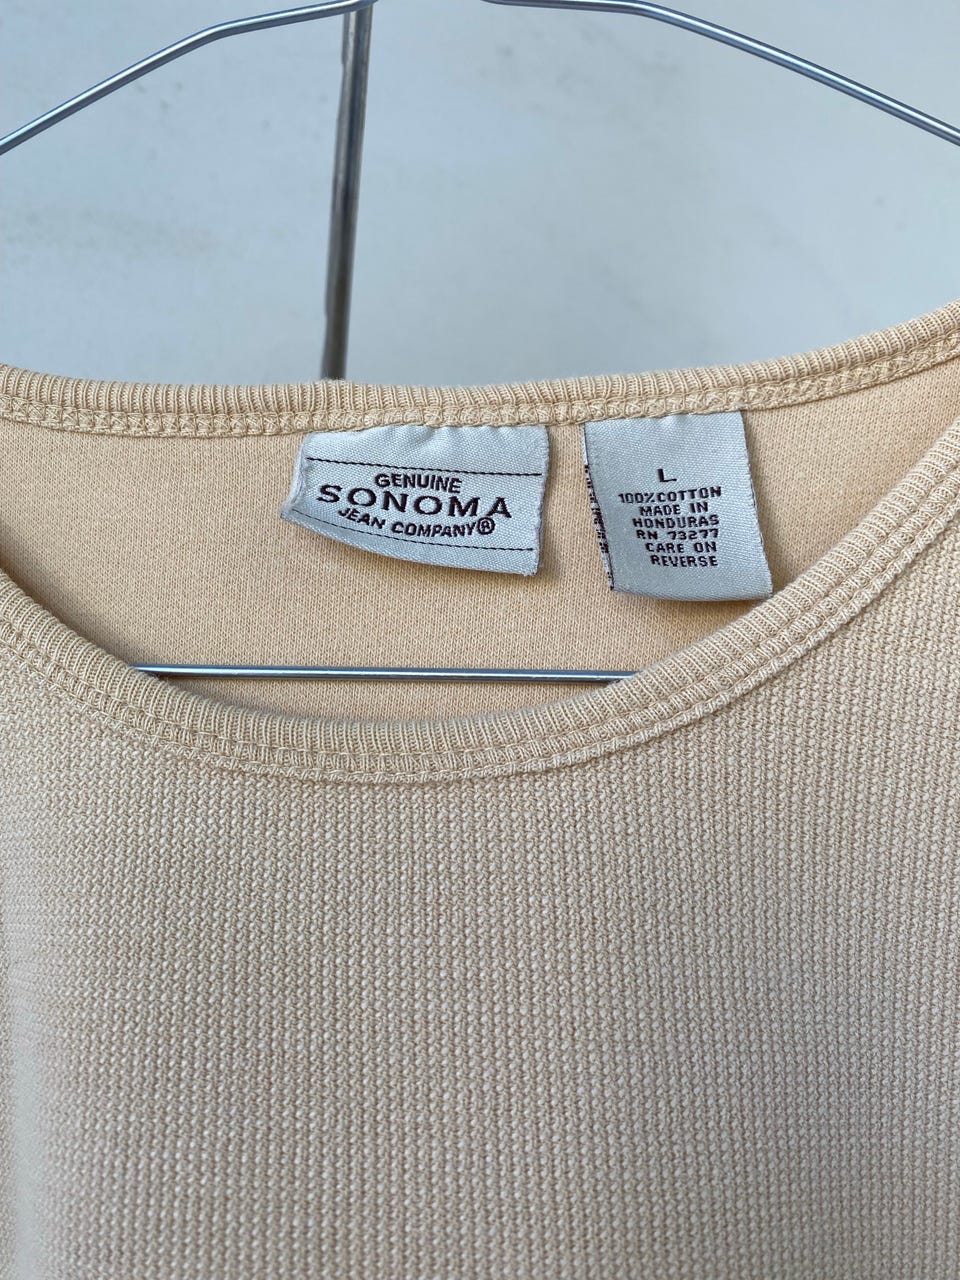 GENUINE
SONOMA
JEAN COMPANY®
L
100%COTTON
MADE IN
HONDURAS
RN 73277
CARE ON
REVERSE